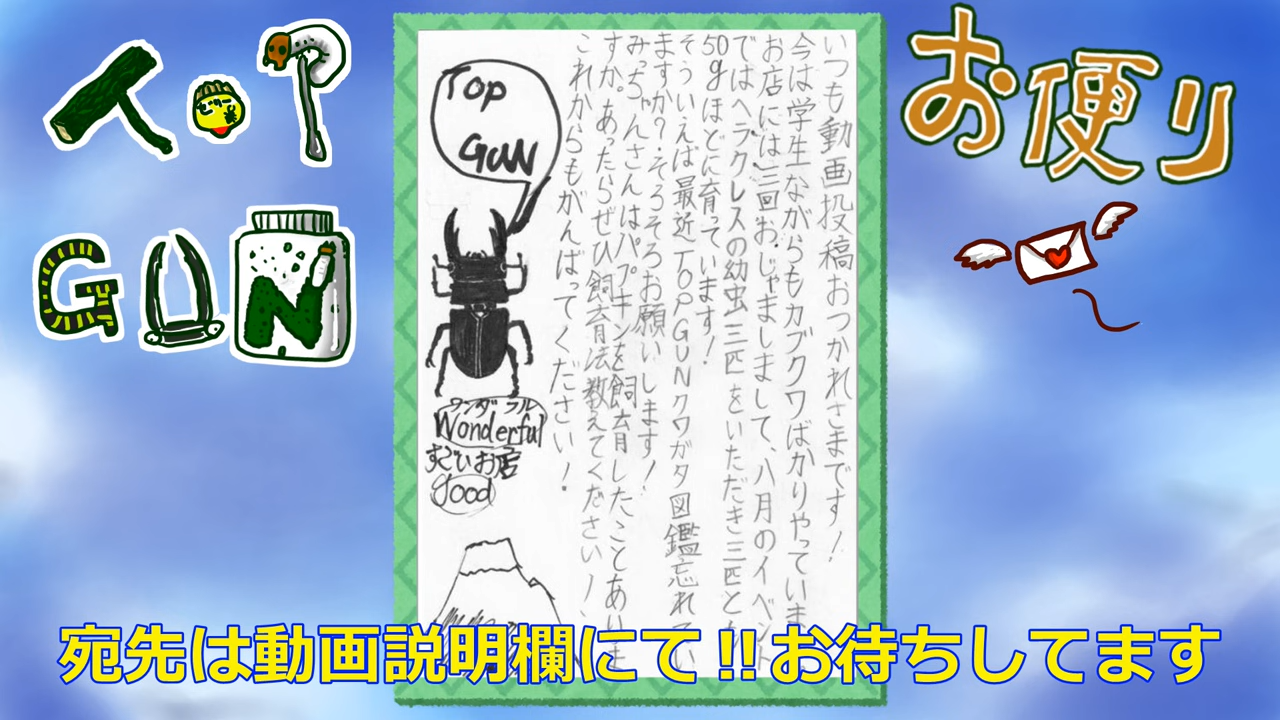 トップ
GUN
お便り
いつも動画投稿おつかれさまです！
今は学生ながらもカブクワばかりやっていま
お店には三回おじゃましまして、八月のイベント
ではヘラクレスの幼虫三匹をいただき三匹とも
50gほどに育っています！
そういえば最近TOPGUNクワガタ図鑑忘れてい
ますか？そろそろお願いします！
みっちゃんさんはパプキンを飼育したことありま
すか。あったらぜひ飼育法教えてください！
これからもがんばってください！
Top
GUN
ワンダフル
Wonderful
すごいお店
good
宛先は動画説明欄にて!!お待ちしてます